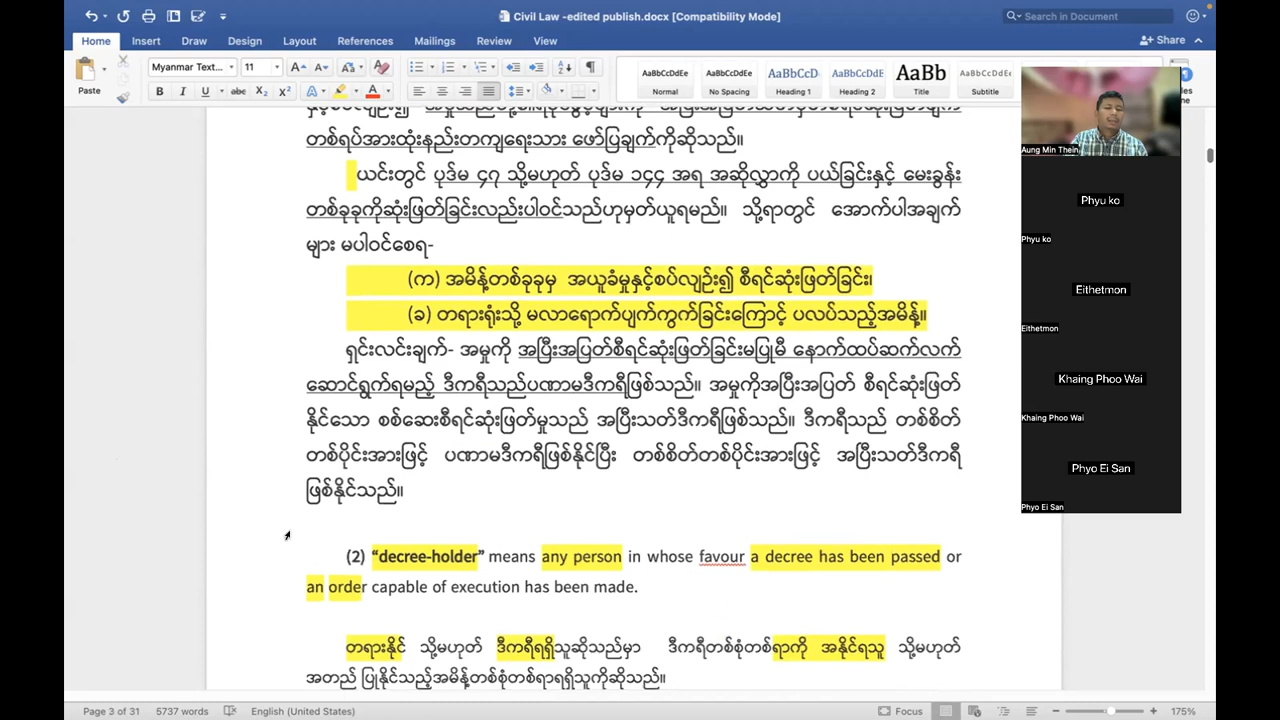 Civil Law -edited publish.docx [Compatibility Mode]
Search in Document
Home Insert Draw Design Layout References Mailings Review View
Share
Paste
Myanmar Text... 11
AaBbCcDdEe AaBbCcDdEe AaBbCcD AaBbCcDdE AaBb AaBbCcDdEe
Normal No Spacing Heading 1 Heading 2 Title Subtitle
တစ်ရပ်အားထုံးနည်းတကျရေးသား ဖော်ပြချက်ကိုဆိုသည်။
ယင်းတွင် ပုဒ်မ ၄၇ သို့မဟုတ် ပုဒ်မ ၁၄၄ အရ အဆိုလွှာကို ပယ်ခြင်းနှင့် မေးခွန်း
တစ်ခုခုကိုဆုံးဖြတ်ခြင်းလည်းပါဝင်သည်ဟုမှတ်ယူရမည်။ သို့ရာတွင် အောက်ပါအချက်
များ မပါဝင်စေရ-
(က) အမိန့်တစ်ခုခုမှ အယူခံမှုနှင့်စပ်လျဉ်း၍ စီရင်ဆုံးဖြတ်ခြင်း၊
(ခ) တရားရုံးသို့ မလာရောက်ပျက်ကွက်ခြင်းကြောင့် ပလပ်သည့်အမိန့်။
ရှင်းလင်းချက်- အမှုကို အပြီးအပြတ်စီရင်ဆုံးဖြတ်ခြင်းမပြုမီ နောက်ထပ်ဆက်လက်
ဆောင်ရွက်ရမည့် ဒီကရီသည်ပဏာမဒီကရီဖြစ်သည်။ အမှုကိုအပြီးအပြတ် စီရင်ဆုံးဖြတ်
နိုင်သော စစ်ဆေးစီရင်ဆုံးဖြတ်မှုသည် အပြီးသတ်ဒီကရီဖြစ်သည်။ ဒီကရီသည် တစ်စိတ်
တစ်ပိုင်းအားဖြင့် ပဏာမဒီကရီဖြစ်နိုင်ပြီး တစ်စိတ်တစ်ပိုင်းအားဖြင့် အပြီးသတ်ဒီကရီ
ဖြစ်နိုင်သည်။
(2) “decree-holder” means any person in whose favour a decree has been passed or
an order capable of execution has been made.
တရားနိုင် သို့မဟုတ် ဒီကရီရရှိသူဆိုသည်မှာ ဒီကရီတစ်စုံတစ်ရာကို အနိုင်ရသူ သို့မဟုတ်
အတည် ပြုနိုင်သည့်အမိန့်တစ်စုံတစ်ရာရရှိသူကိုဆိုသည်။
Aung Min Thein
Phyu ko
Phyu ko
Eithetmon
Eithetmon
Khaing Phoo Wai
Khaing Phoo Wai
Phyo Ei San
Phyo Ei San
Page 3 of 31 5737 words English (United States) Focus 175%